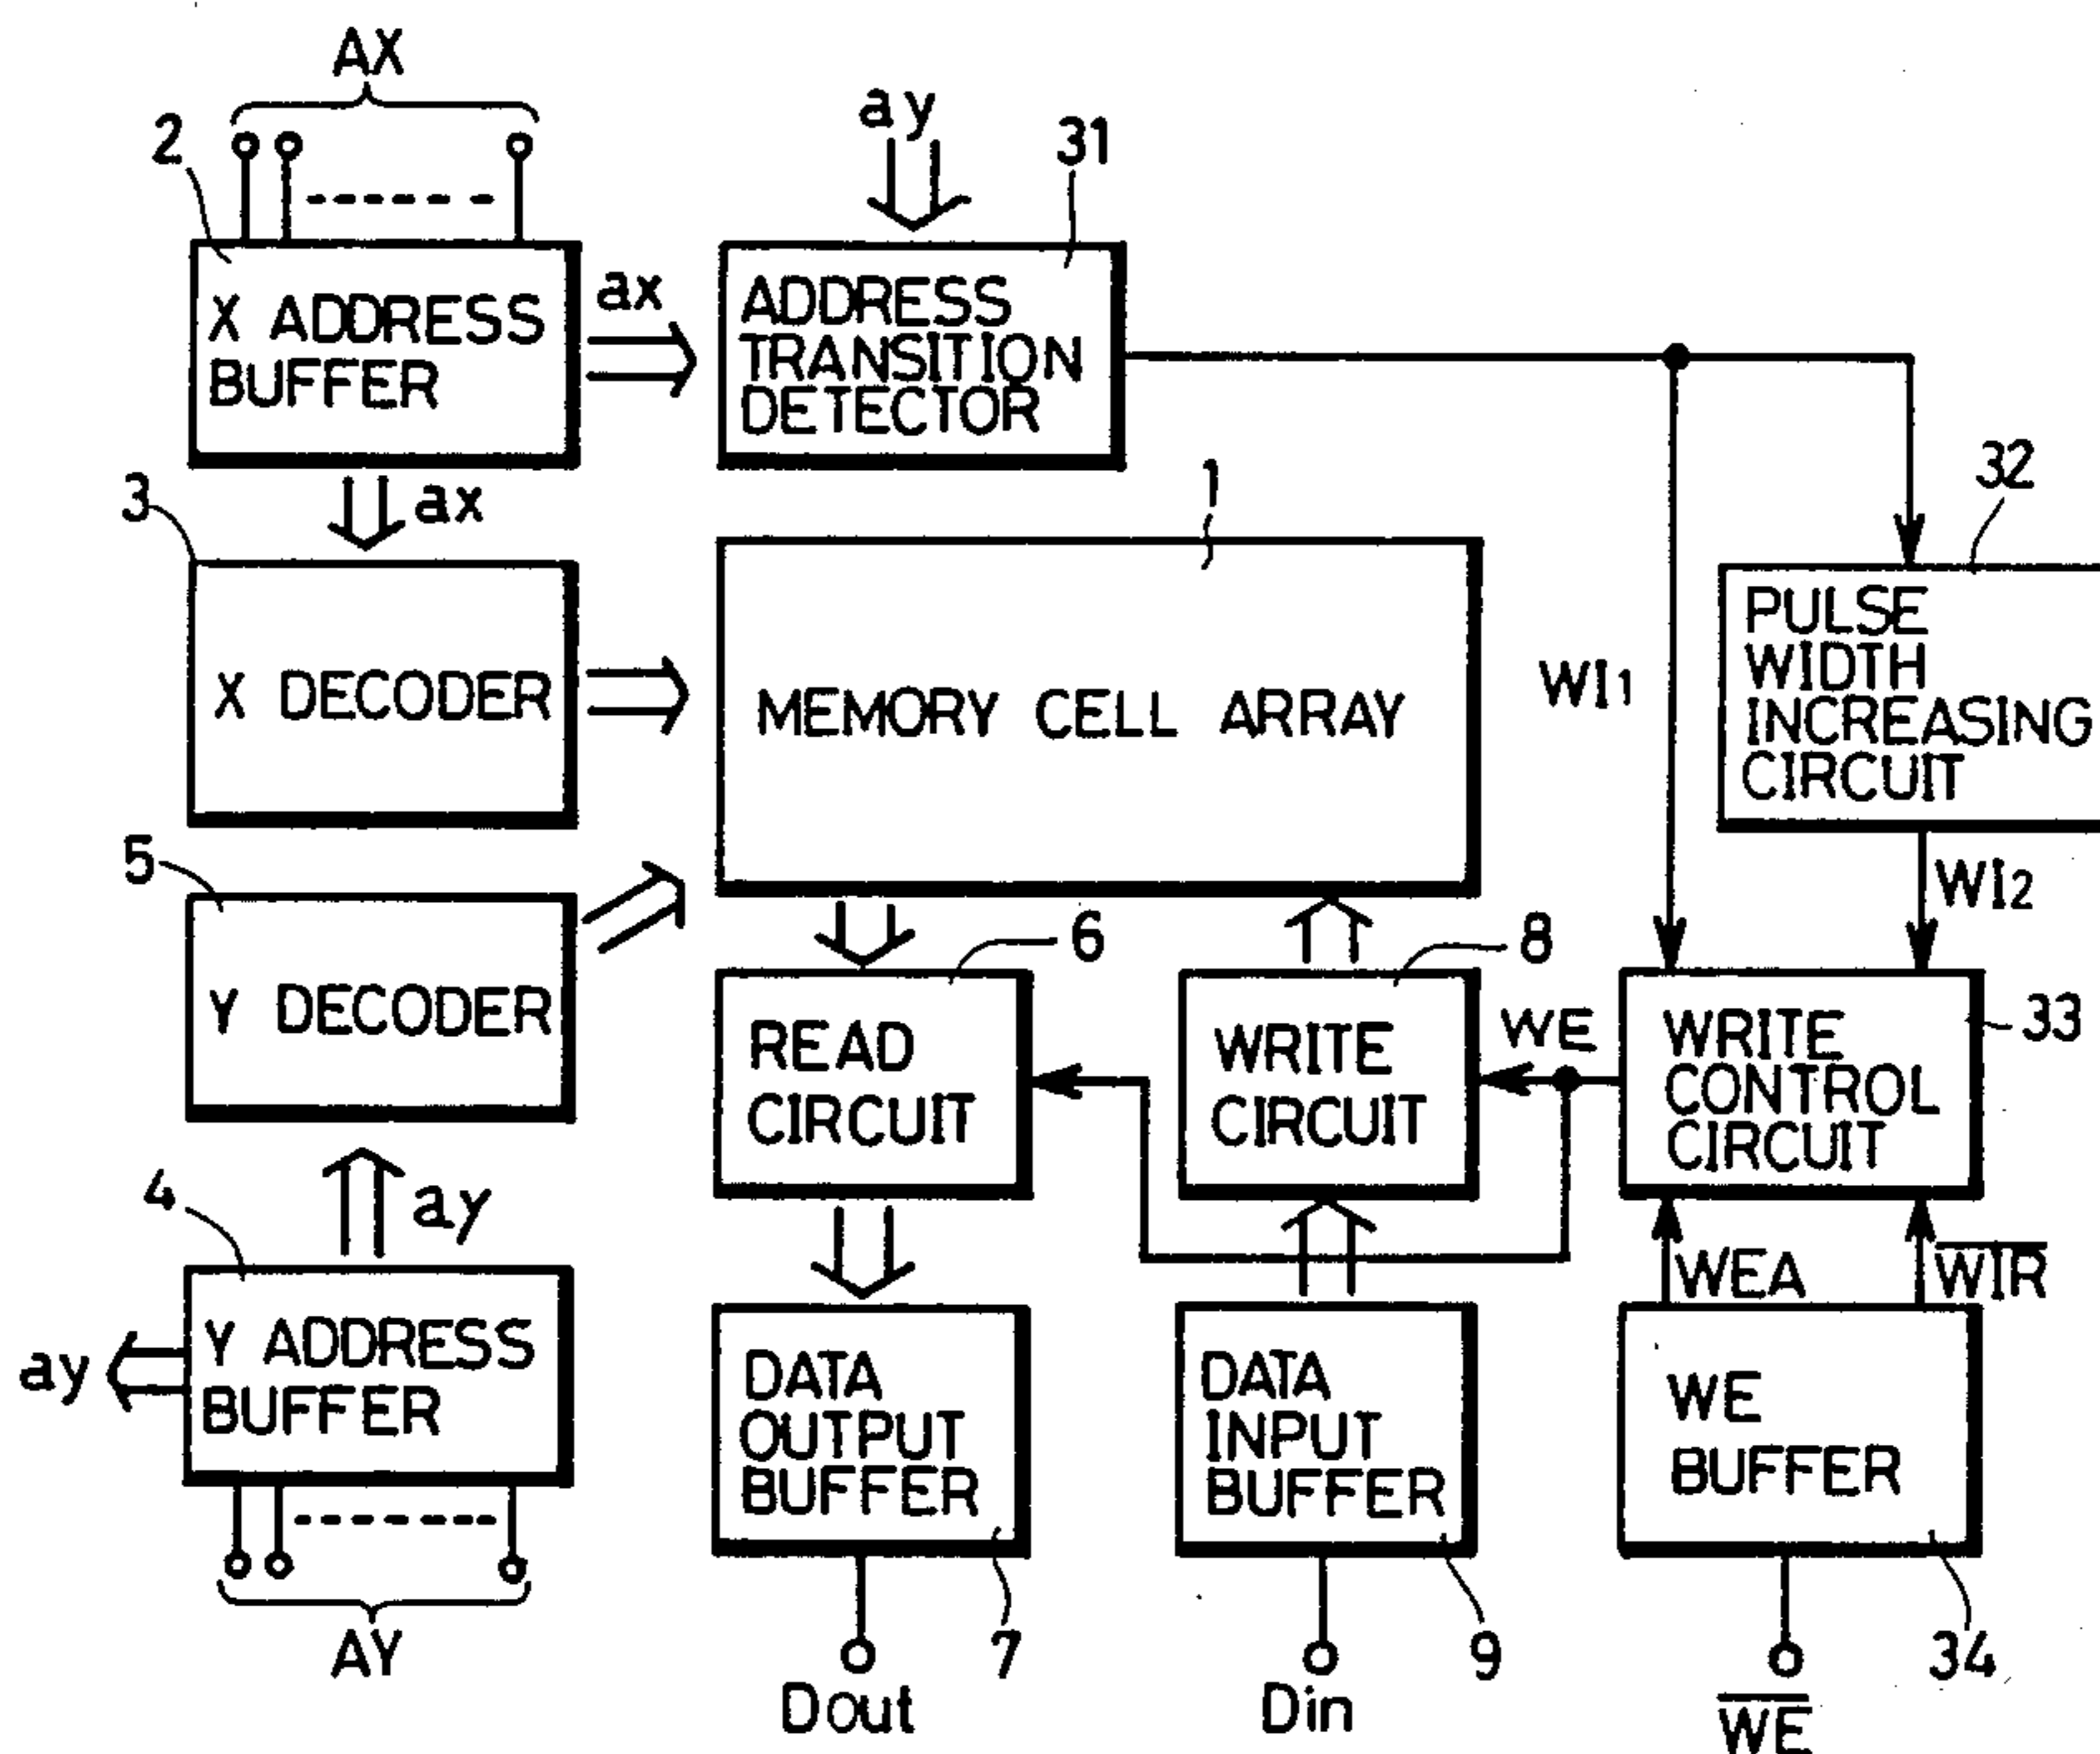 AX
2
ay
31
X ADDRESS
BUFFER
ax
ADDRESS
TRANSITION
DETECTOR
3
ax
1
32
X DECODER
MEMORY CELL ARRAY
WI1
PULSE
WIDTH
INCREASING
CIRCUIT
5
WI2
Y DECODER
6
8
READ
CIRCUIT
WRITE
CIRCUIT
WE
WRITE
CONTROL
CIRCUIT
33
4
ay
WEA
W̅I̅R̅
ay
Y ADDRESS
BUFFER
DATA
OUTPUT
BUFFER
DATA
INPUT
BUFFER
WE
BUFFER
AY
7
9
34
Dout
Din
W̅E̅